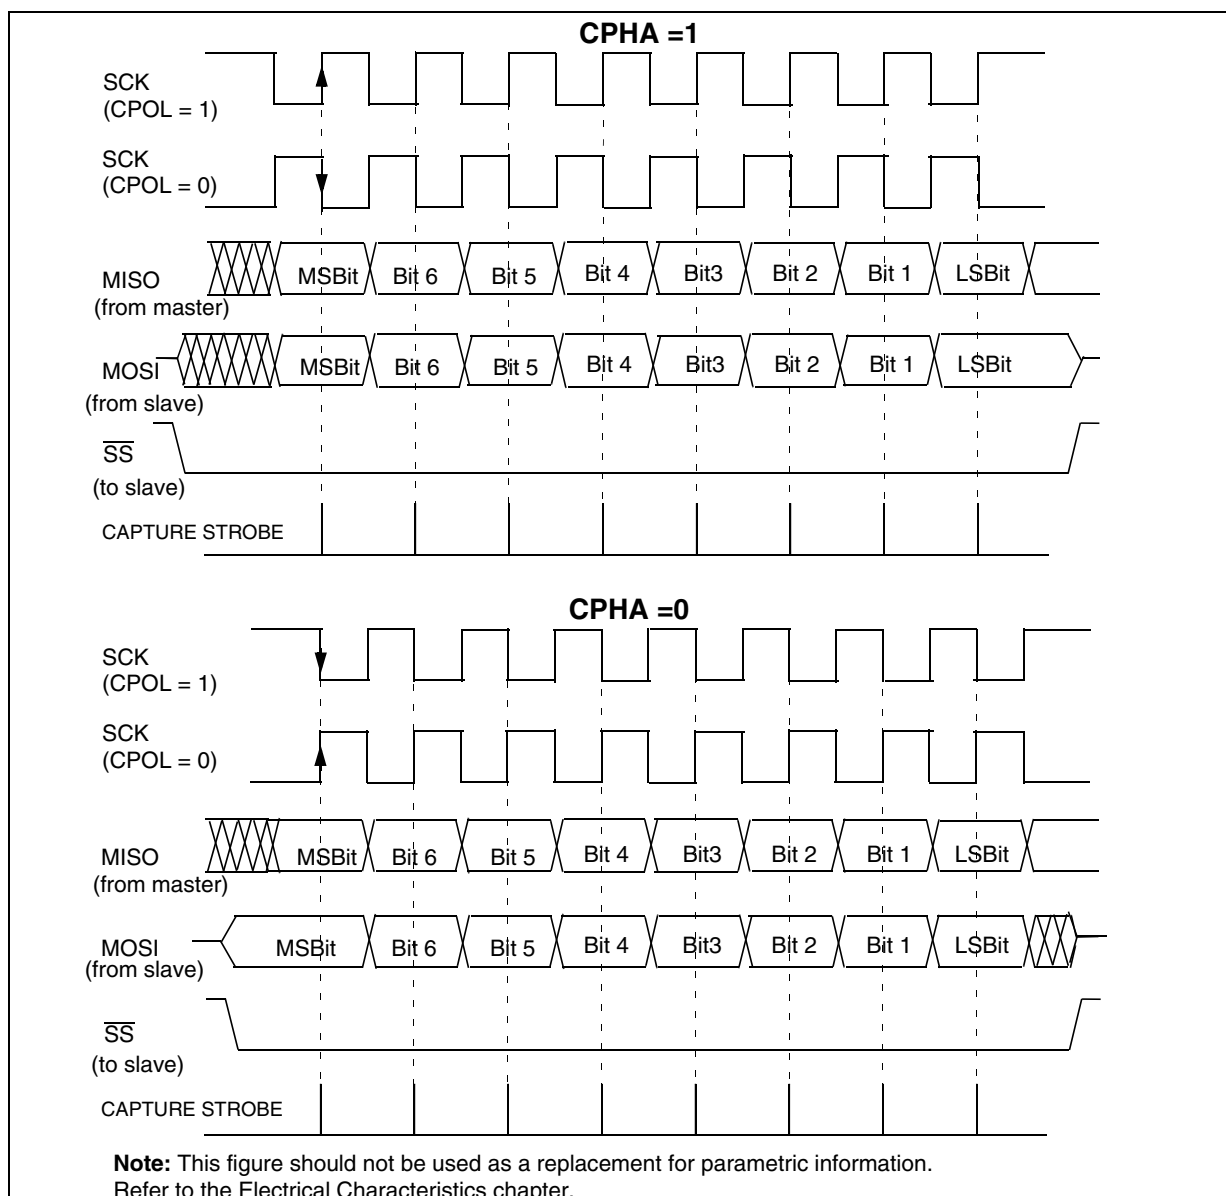 CPHA =1
SCK
(CPOL = 1)
SCK
(CPOL = 0)
MISO
(from master)
MSBit Bit 6 Bit 5 Bit 4 Bit3 Bit 2 Bit 1 LSBit
MOSI
(from slave)
MSBit Bit 6 Bit 5 Bit 4 Bit3 Bit 2 Bit 1 LSBit
SS
(to slave)
CAPTURE STROBE
CPHA =0
SCK
(CPOL = 1)
SCK
(CPOL = 0)
MISO
(from master)
MSBit Bit 6 Bit 5 Bit 4 Bit3 Bit 2 Bit 1 LSBit
MOSI
(from slave)
MSBit Bit 6 Bit 5 Bit 4 Bit3 Bit 2 Bit 1 LSBit
SS
(to slave)
CAPTURE STROBE
Note: This figure should not be used as a replacement for parametric information.
Refer to the Electrical Characteristics chapter.